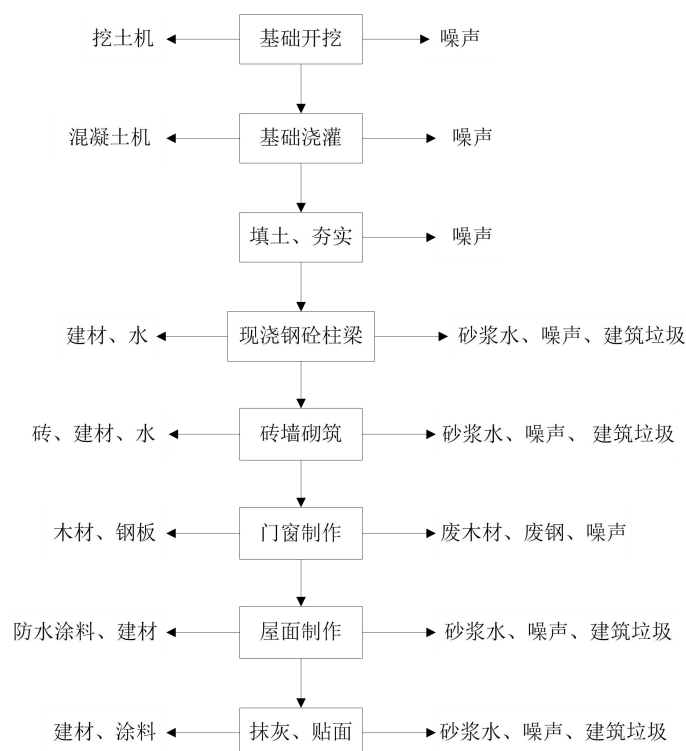 挖土机 基础开挖 噪声
混凝土机 基础浇灌 噪声
填土、夯实 噪声
建材、水 现浇钢砼柱梁 砂浆水、噪声、建筑垃圾
砖、建材、水 砖墙砌筑 砂浆水、噪声、 建筑垃圾
木材、钢板 门窗制作 废木材、废钢、噪声
防水涂料、建材 屋面制作 砂浆水、噪声、建筑垃圾
建材、涂料 抹灰、贴面 砂浆水、噪声、建筑垃圾